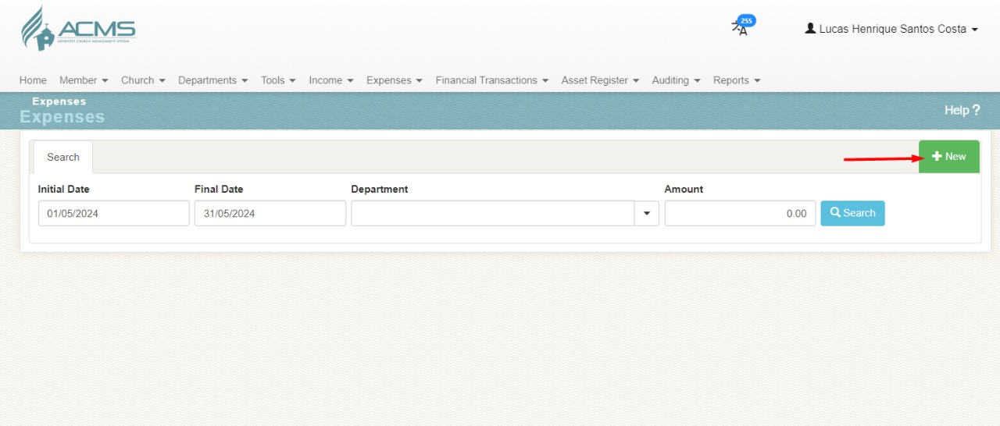 ACMS
ADVENTIST CHURCH MANAGEMENT SYSTEM
255
Lucas Henrique Santos Costa
Home Member Church Departments Tools Income Expenses Financial Transactions Asset Register Auditing Reports
Expenses
Expenses
Help ?
Search
New
Initial Date Final Date Department Amount
01/05/2024 31/05/2024 0.00 Search